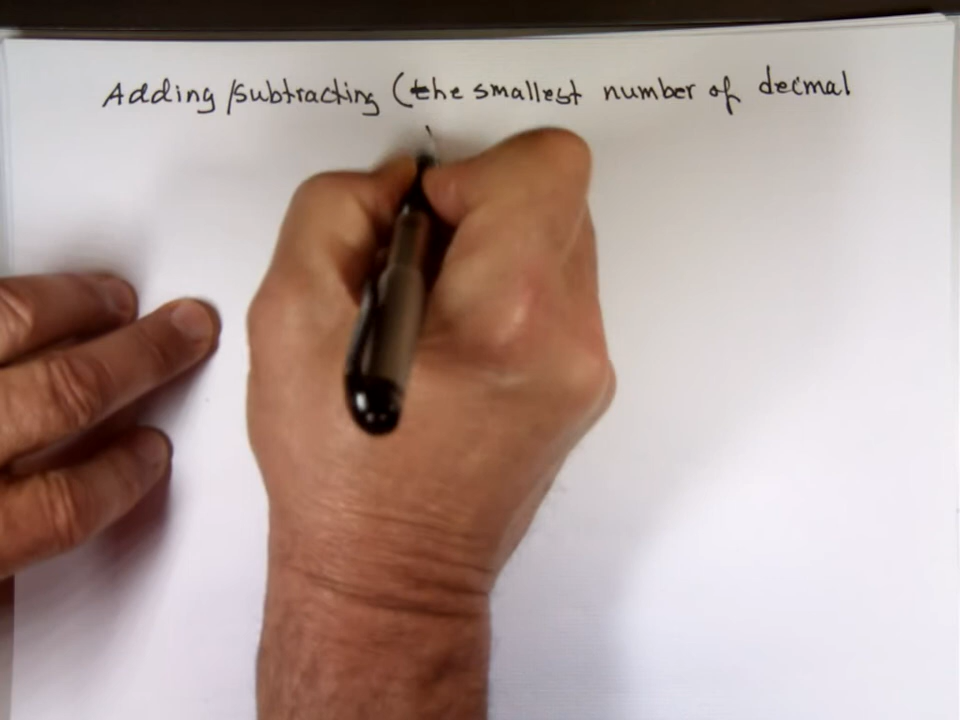 Adding /subtracting (the smallest number of decimal